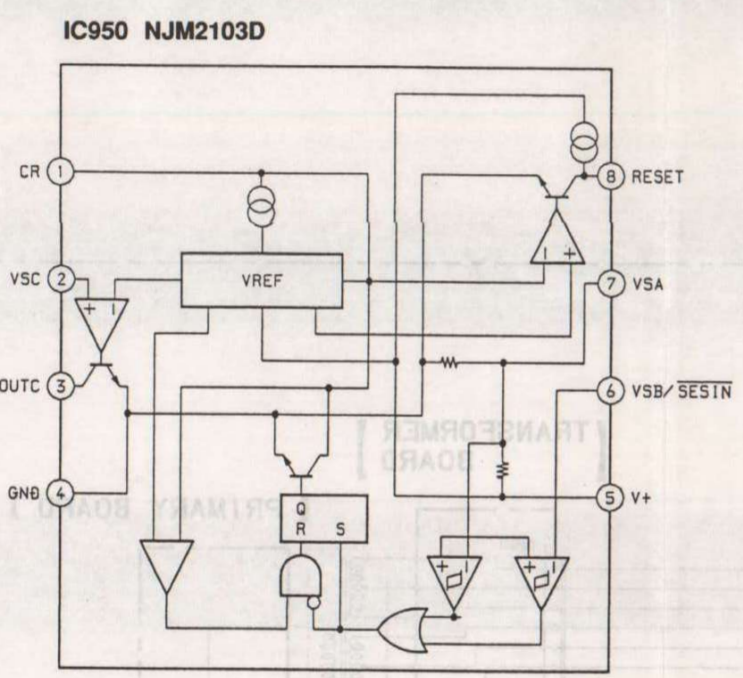 IC950 NJM2103D
CR 1
8 RESET
VSC 2
+ −
VREF
− +
7 VSA
OUTC 3
6 VSB/SESIN
TRANSFORMER
BOARD
GND 4
5 V+
PRIMARY BOARD
Q
R S
+ −
+ −